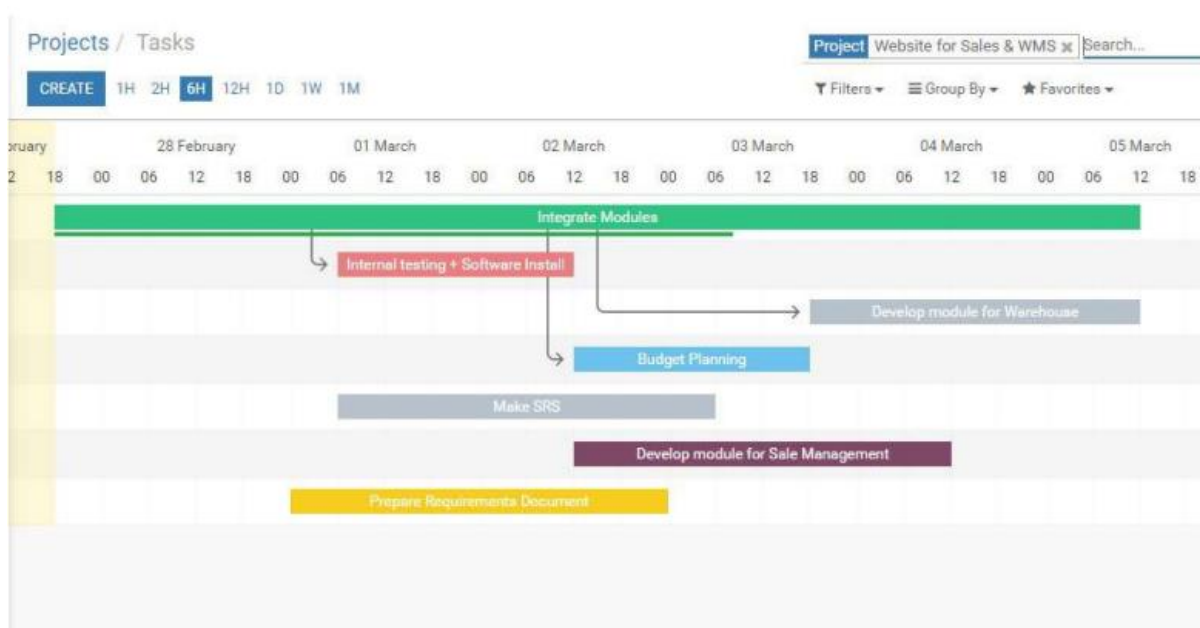 Projects / Tasks
Project Website for Sales & WMS x Search...
CREATE 1H 2H 6H 12H 1D 1W 1M
Filters Group By Favorites
ruary 28 February 01 March 02 March 03 March 04 March 05 March
2 18 00 06 12 18 00 06 12 18 00 06 12 18 00 06 12 18 00 06 12 18 00 06 12 18
Integrate Modules
Internal testing + Software Install
Develop module for Warehouse
Budget Planning
Make SRS
Develop module for Sale Management
Prepare Requirements Document